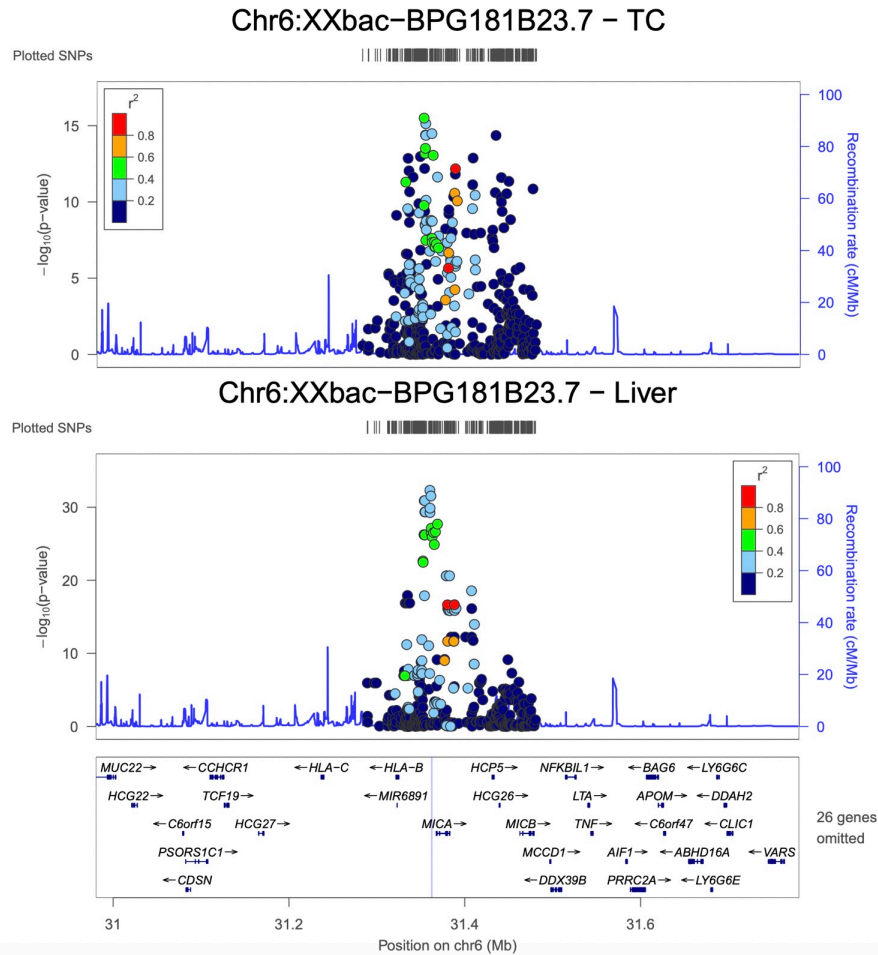 Chr6:XXbac−BPG181B23.7 − TC
Plotted SNPs
r2
0.8
0.6
0.4
0.2
15
10
5
0
−log10(p−value)
100
80
60
40
20
0
Recombination rate (cM/Mb)
Chr6:XXbac−BPG181B23.7 − Liver
Plotted SNPs
r2
0.8
0.6
0.4
0.2
30
20
10
0
−log10(p−value)
100
80
60
40
20
0
Recombination rate (cM/Mb)
MUC22→ ←CCHCR1 ←HLA−C ←HLA−B HCP5→ NFKBIL1→ ←BAG6 ←LY6G6C
HCG22→ TCF19→ ←MIR6891 HCG26→ LTA→ APOM→ ←DDAH2
←C6orf15 HCG27→ MICA→ MICB→ TNF→ ←C6orf47 ←CLIC1
PSORS1C1→ MCCD1→ AIF1→ ←ABHD16A ←VARS
←CDSN ←DDX39B PRRC2A→ ←LY6G6E
26 genes
omitted
31 31.2 31.4 31.6
Position on chr6 (Mb)